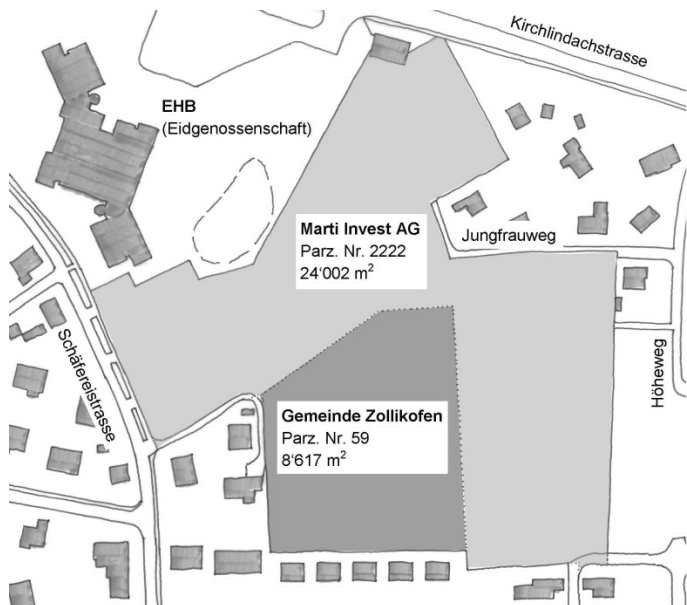 Kirchlindachstrasse
EHB
(Eidgenossenschaft)
Marti Invest AG
Parz. Nr. 2222
24‘002 m²
Jungfrauweg
Schäfereistrasse
Höheweg
Gemeinde Zollikofen
Parz. Nr. 59
8‘617 m²